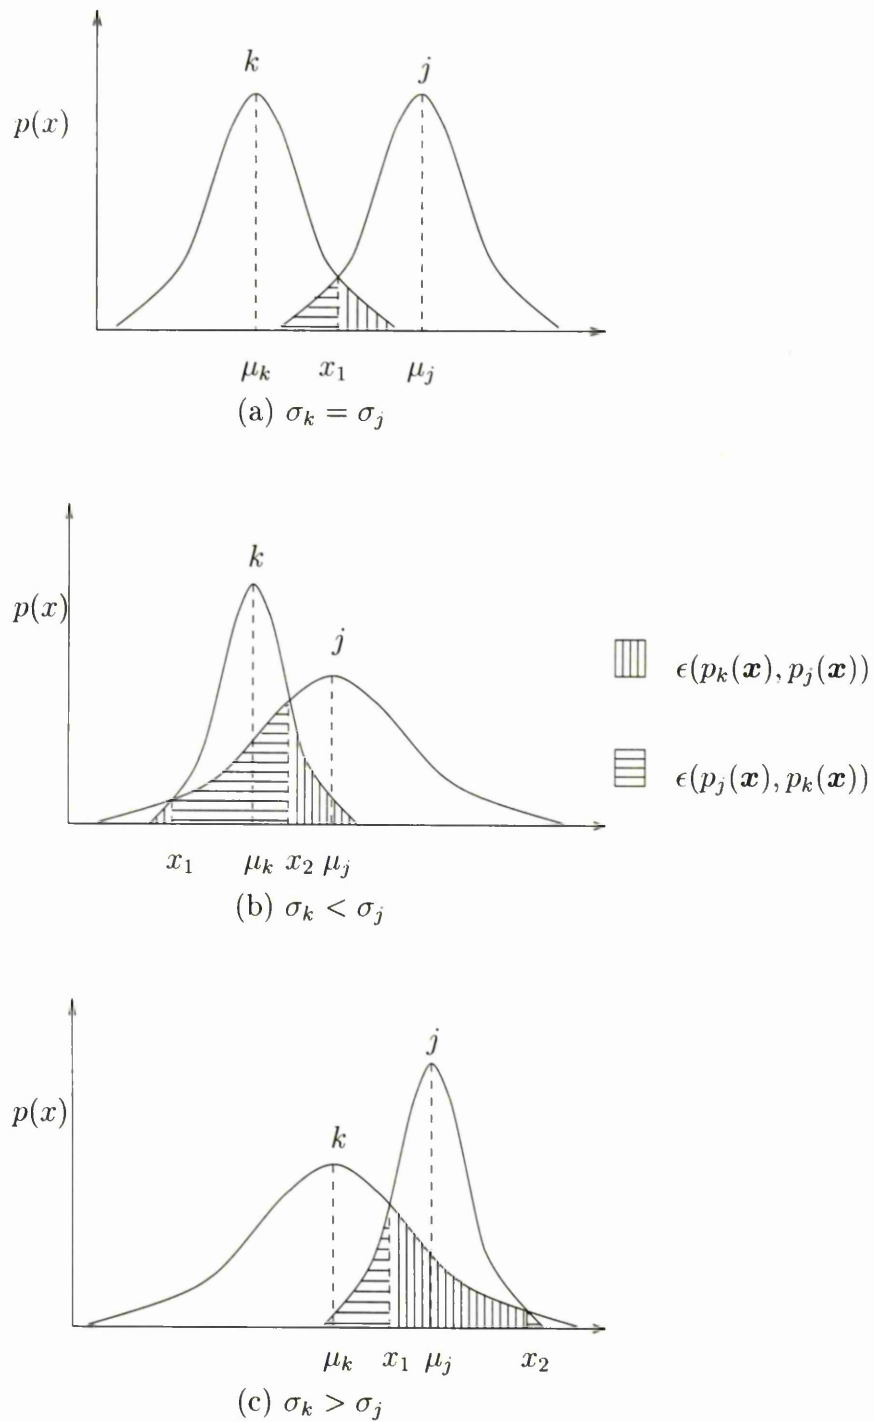 k
j
p(x)
μ_k x_1 μ_j
(a) σ_k = σ_j
k
j
p(x)
ϵ(p_k(𝒙), p_j(𝒙))
ϵ(p_j(𝒙), p_k(𝒙))
x_1 μ_k x_2 μ_j
(b) σ_k < σ_j
j
p(x)
k
μ_k x_1 μ_j x_2
(c) σ_k > σ_j